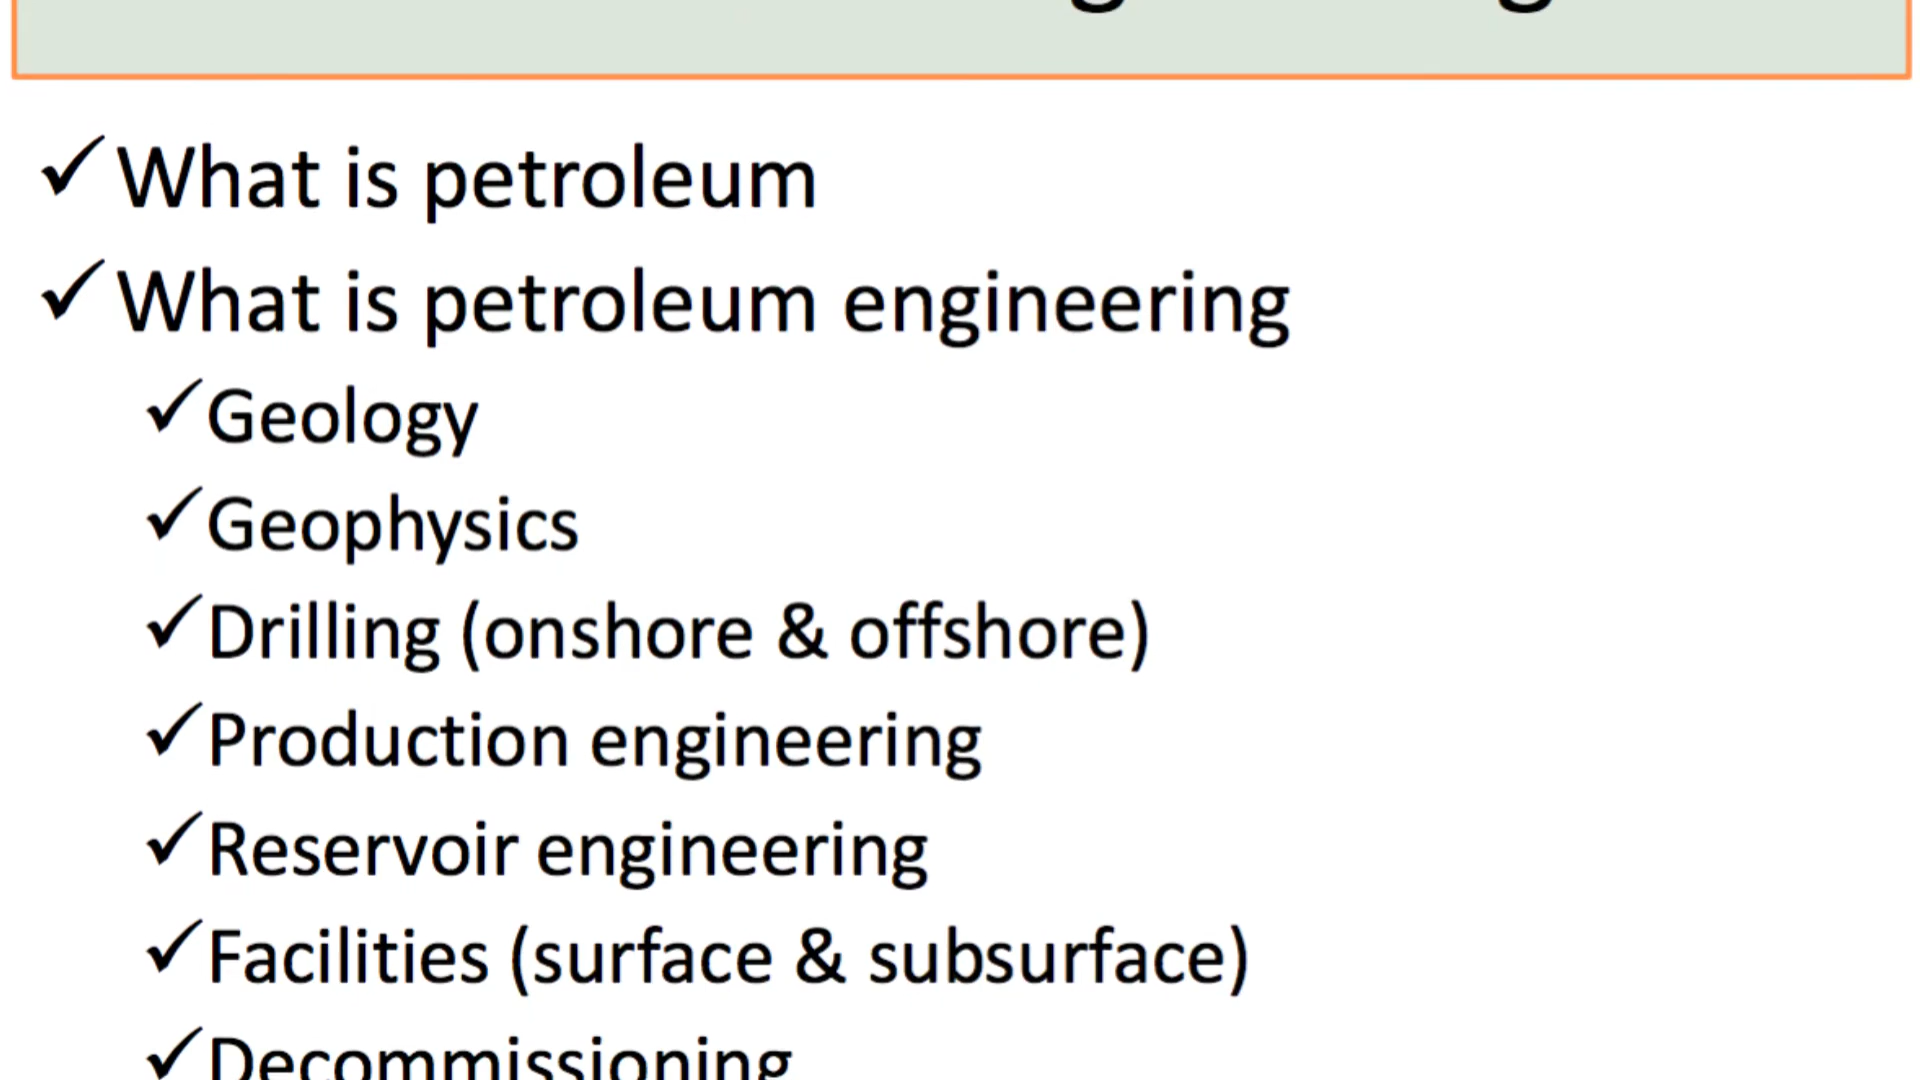 ✓ What is petroleum
✓ What is petroleum engineering
✓ Geology
✓ Geophysics
✓ Drilling (onshore & offshore)
✓ Production engineering
✓ Reservoir engineering
✓ Facilities (surface & subsurface)
✓ Decommissioning